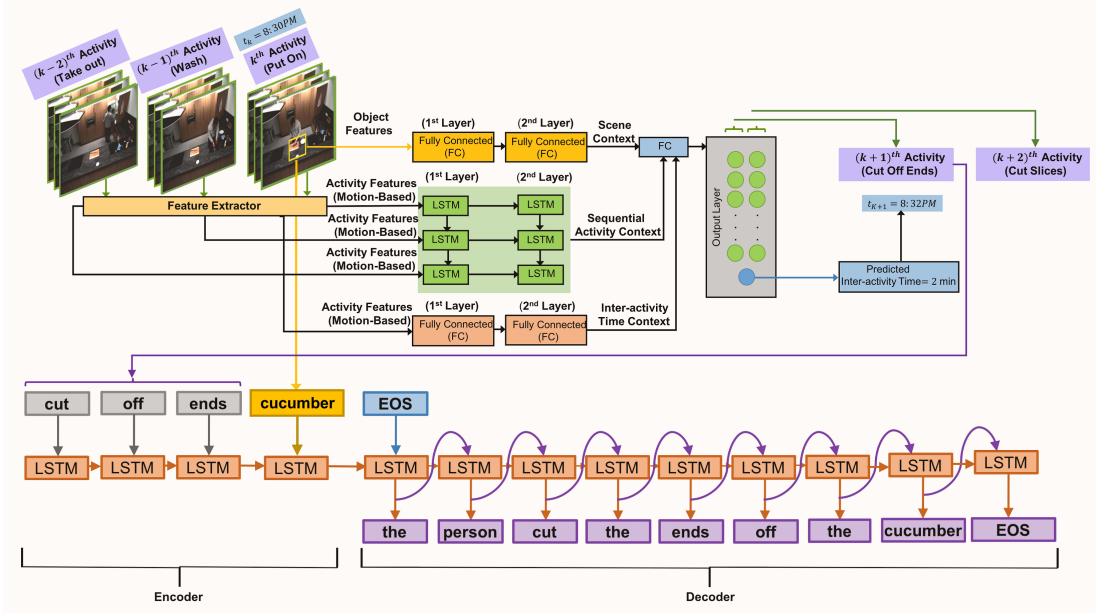 (k − 2)ᵗʰ Activity
(Take out)
(k − 1)ᵗʰ Activity
(Wash)
tₖ = 8:30PM
kᵗʰ Activity
(Put On)
Object
Features
(1ˢᵗ Layer)
(2ⁿᵈ Layer)
Fully Connected
(FC)
Fully Connected
(FC)
Scene
Context
FC
Feature Extractor
Activity Features
(Motion-Based)
Activity Features
(Motion-Based)
Activity Features
(Motion-Based)
(1ˢᵗ Layer)
(2ⁿᵈ Layer)
LSTM
LSTM
LSTM
LSTM
LSTM
LSTM
Sequential
Activity Context
Activity Features
(Motion-Based)
(1ˢᵗ Layer)
(2ⁿᵈ Layer)
Fully Connected
(FC)
Fully Connected
(FC)
Inter-activity
Time Context
Output Layer
(k + 1)ᵗʰ Activity
(Cut Off Ends)
(k + 2)ᵗʰ Activity
(Cut Slices)
t_{K+1} = 8:32PM
Predicted
Inter-activity Time= 2 min
cut off ends cucumber EOS
LSTM LSTM LSTM LSTM LSTM LSTM LSTM LSTM LSTM LSTM LSTM LSTM LSTM
the person cut the ends off the cucumber EOS
Encoder
Decoder